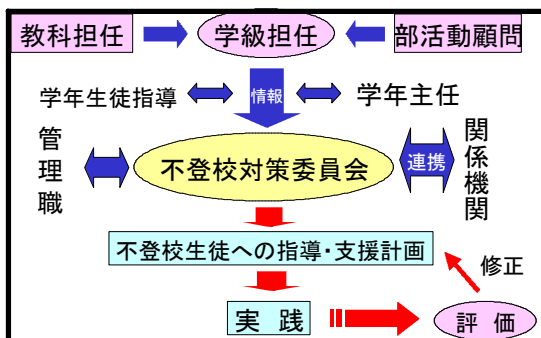 教科担任
学級担任
部活動顧問
学年生徒指導
情報
学年主任
管理職
不登校対策委員会
連携
関係機関
不登校生徒への指導・支援計画
修正
実践
評価